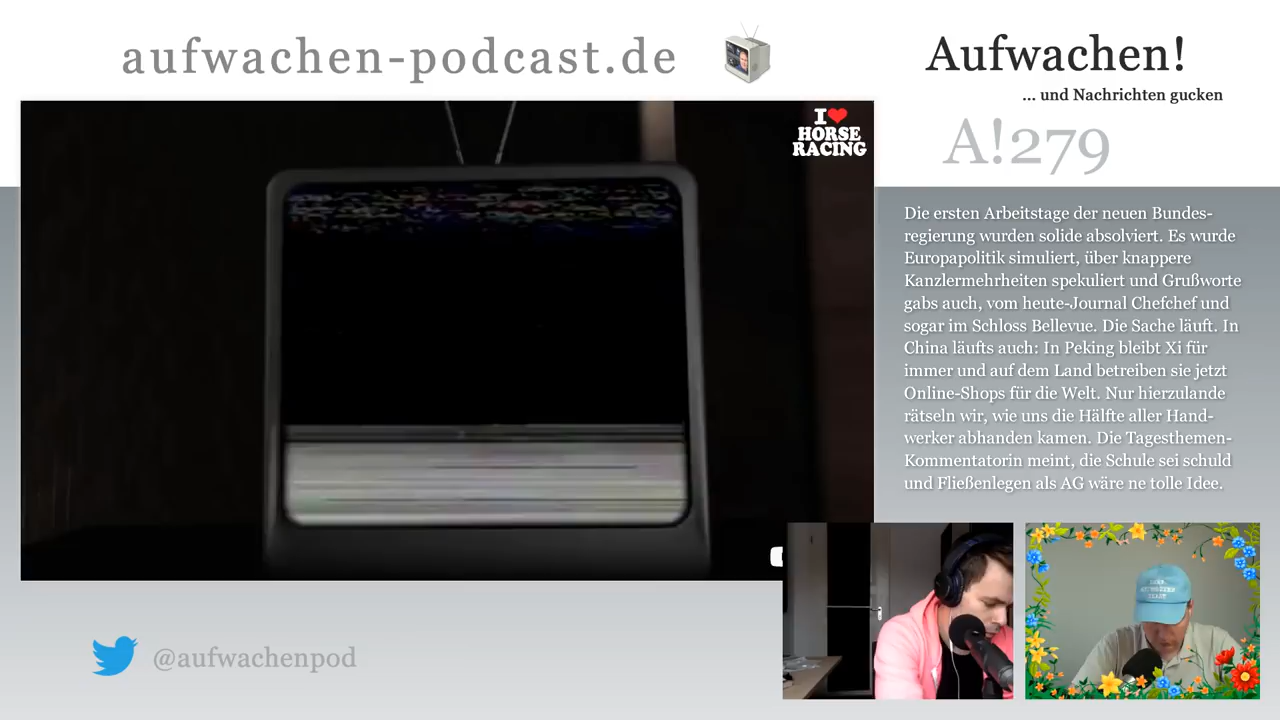 aufwachen-podcast.de
Aufwachen!
... und Nachrichten gucken
A!279
I
HORSE
RACING
Die ersten Arbeitstage der neuen Bundes-
regierung wurden solide absolviert. Es wurde
Europapolitik simuliert, über knappere
Kanzlermehrheiten spekuliert und Grußworte
gabs auch, vom heute-Journal Chefchef und
sogar im Schloss Bellevue. Die Sache läuft. In
China läufts auch: In Peking bleibt Xi für
immer und auf dem Land betreiben sie jetzt
Online-Shops für die Welt. Nur hierzulande
rätseln wir, wie uns die Hälfte aller Hand-
werker abhanden kamen. Die Tagesthemen-
Kommentatorin meint, die Schule sei schuld
und Fließenlegen als AG wäre ne tolle Idee.
@aufwachenpod